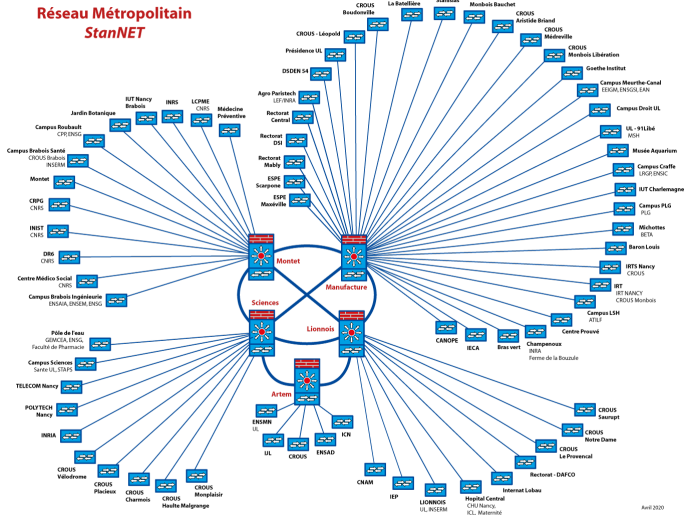 Réseau Métropolitain
StanNET
CROUS
Boudonville
La Batellière
Stanislas
Monbois Bauchet
CROUS
Aristide Briand
CROUS
Médreville
CROUS
Monbois Libération
Goethe Institut
Campus Meurthe-Canal
EEIGM, ENSGSI, EAN
Campus Droit UL
UL - 91Libé
MSH
Musée Aquarium
Campus Craffe
LRGP, ENSIC
IUT Charlemagne
Campus PLG
PLG
Michottes
BETA
Baron Louis
IRTS Nancy
CROUS
IRT
IRT NANCY
CROUS Monbois
Campus LSH
ATILF
Centre Prouvé
Champenoux
INRA
Ferme de la Bouzule
Bras vert
IECA
CANOPE
CROUS - Léopold
Présidence UL
DSDEN 54
Agro Paristech
LEF/INRA
Rectorat
Central
Rectorat
DSI
Rectorat
Mably
ESPE
Scarpone
ESPE
Maxéville
Médecine
Préventive
LCPME
CNRS
INRS
IUT Nancy
Brabois
Jardin Botanique
Campus Roubault
CPP, ENSG
Campus Brabois Santé
CROUS Brabois
INSERM
Montet
CRPG
CNRS
INIST
CNRS
DR6
CNRS
Centre Médico Social
CNRS
Campus Brabois Ingénieurie
ENSAIA, ENSEM, ENSG
Montet
Manufacture
Sciences
Lionnois
Artem
Pôle de l'eau
GEMCEA, ENSG,
Faculté de Pharmacie
Campus Sciences
Sante UL, STAPS
TELECOM Nancy
POLYTECH
Nancy
INRIA
CROUS
Vélodrome
CROUS
Placieux
CROUS
Charmois
CROUS
Haulte Malgrange
CROUS
Monplaisir
ENSMN
UL
IJL
CROUS
ENSAD
ICN
CNAM
IEP
LIONNOIS
UL, INSERM
Hopital Central
CHU Nancy,
ICL, Maternité
Internat Lobau
Rectorat - DAFCO
CROUS
Le Provencal
CROUS
Notre Dame
CROUS
Saurupt
Avril 2020